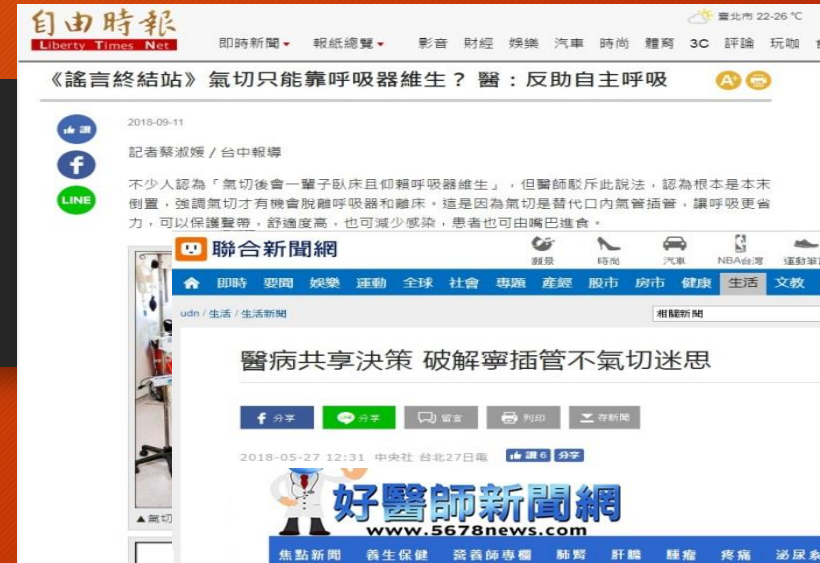 自由時報
Liberty Times Net
臺北市 22-26 ℃
即時新聞 報紙總覽 影音 財經 娛樂 汽車 時尚 體育 3C 評論 玩咖
《謠言終結站》氣切只能靠呼吸器維生？醫：反助自主呼吸
A+
讚
2018-09-11
記者蔡淑媛／台中報導
LINE
不少人認為「氣切後會一輩子臥床且仰賴呼吸器維生」，但醫師駁斥此說法，認為根本是本末
倒置，強調氣切才有機會脫離呼吸器和離床。這是因為氣切是替代口內氣管插管，讓呼吸更省
力，可以保護聲帶，舒適度高，也可減少感染，患者也可由嘴巴進食。
聯合新聞網
願景 時尚 汽車 NBA台灣 運動筆
即時 要聞 娛樂 運動 全球 社會 專題 產經 股市 房市 健康 生活 文教
udn / 生活 / 生活新聞
相關新聞
醫病共享決策 破解寧插管不氣切迷思
分享 分享 留言 列印 存新聞
2018-05-27 12:31 中央社 台北27日電 讚 6 分享
好醫師新聞網
www.5678news.com
▲氣切
焦點新聞 養生保健 營養師專欄 肺腎 肝膽 腫瘤 疼痛 泌尿系